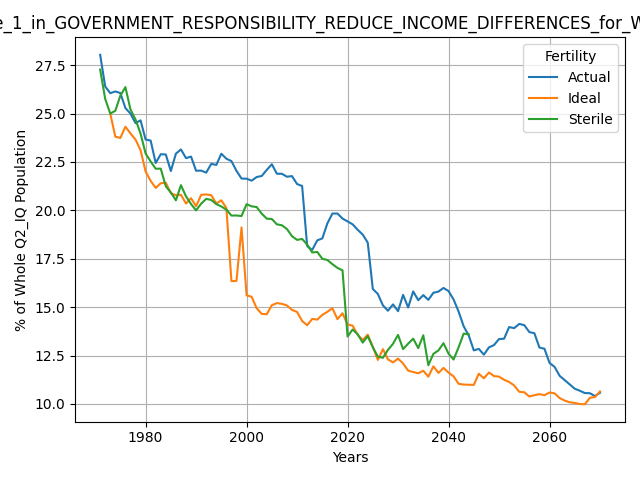 e_1_in_GOVERNMENT_RESPONSIBILITY_REDUCE_INCOME_DIFFERENCES_for_W
Fertility
Actual
Ideal
Sterile
% of Whole Q2_IQ Population
27.5
25.0
22.5
20.0
17.5
15.0
12.5
10.0
1980
2000
2020
2040
2060
Years